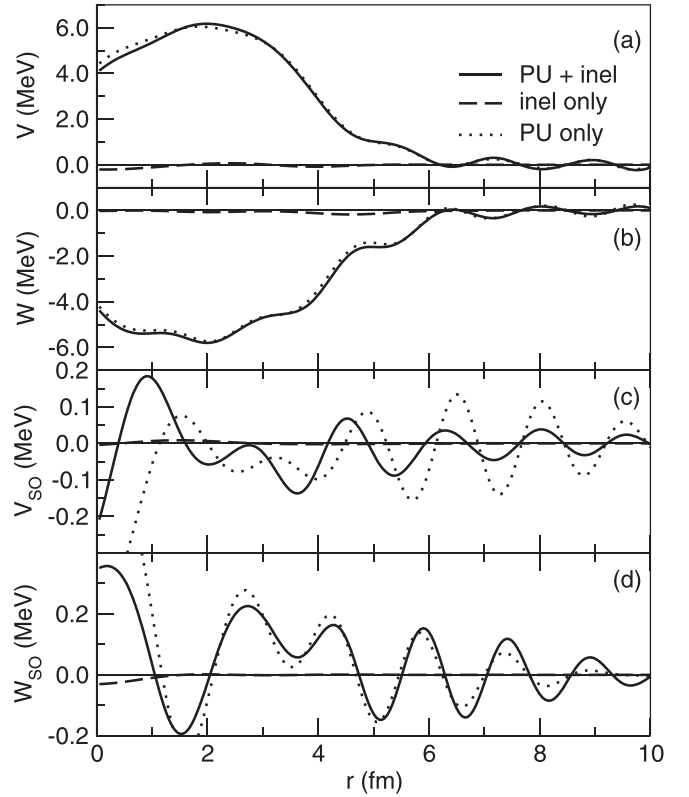 6.0
4.0
2.0
0.0
V (MeV)
(a)
PU + inel
inel only
PU only
0.0
-2.0
-4.0
-6.0
W (MeV)
(b)
0.2
0.1
0.0
-0.1
-0.2
V_SO (MeV)
(c)
0.2
0.0
-0.2
W_SO (MeV)
(d)
0 2 4 6 8 10
r (fm)